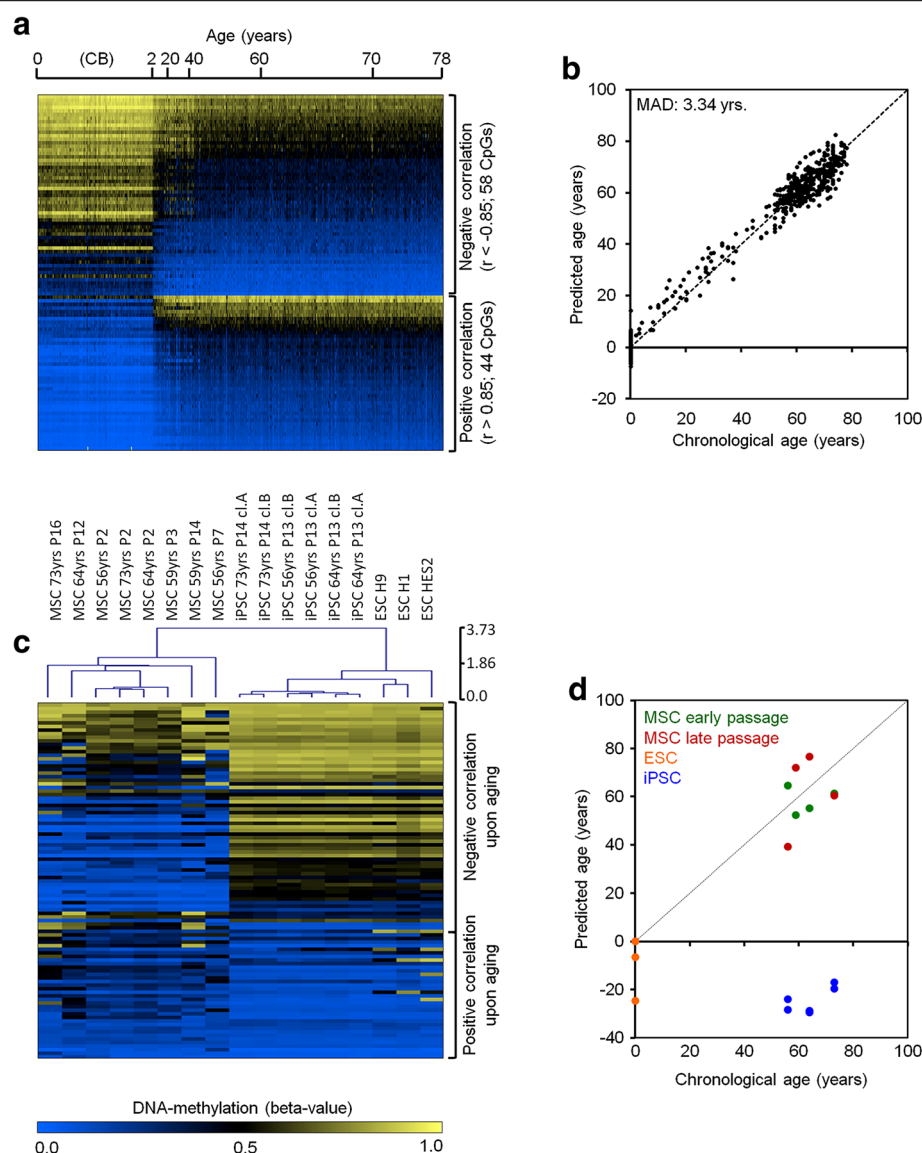 a
Age (years)
0 (CB) 2 20 40 60 70 78
Negative correlation
(r < -0.85; 58 CpGs)
Positive correlation
(r > 0.85; 44 CpGs)
b
MAD: 3.34 yrs.
100
80
60
40
20
0
-20
0 20 40 60 80 100
Predicted age (years)
Chronological age (years)
c
MSC 73yrs P16
MSC 64yrs P12
MSC 56yrs P2
MSC 73yrs P2
MSC 64yrs P2
MSC 59yrs P3
MSC 59yrs P14
MSC 56yrs P7
iPSC 73yrs P14 cl.A
iPSC 73yrs P14 cl.B
iPSC 56yrs P13 cl.B
iPSC 56yrs P13 cl.A
iPSC 64yrs P13 cl.B
iPSC 64yrs P13 cl.A
ESC H9
ESC H1
ESC HES2
3.73
1.86
0.0
Negative correlation
upon aging
Positive correlation
upon aging
DNA-methylation (beta-value)
0.0 0.5 1.0
d
MSC early passage
MSC late passage
ESC
iPSC
100
80
60
40
20
0
-20
-40
0 20 40 60 80 100
Predicted age (years)
Chronological age (years)